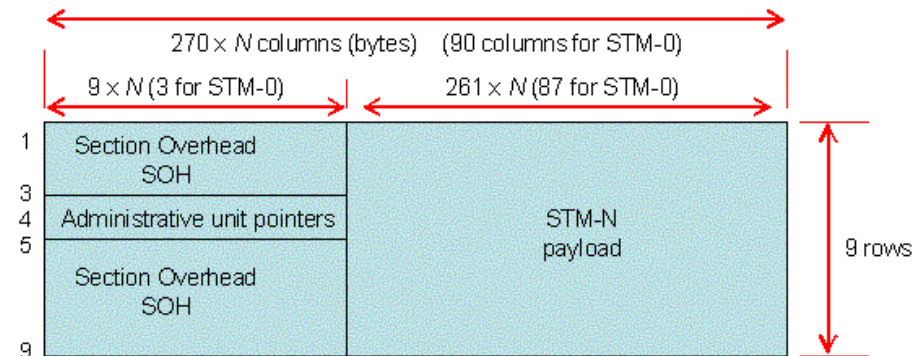 270 × N columns (bytes) (90 columns for STM-0)
9 × N (3 for STM-0)
261 × N (87 for STM-0)
1
Section Overhead
SOH
3
4
Administrative unit pointers
5
STM-N
payload
9 rows
Section Overhead
SOH
9